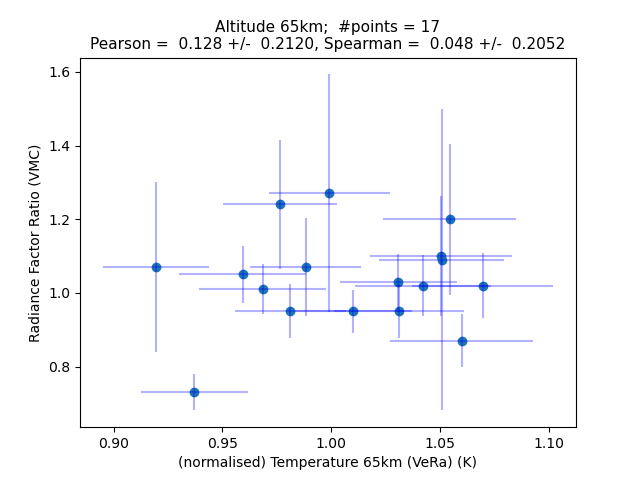 Altitude 65km;  #points = 17
Pearson =  0.128 +/-  0.2120, Spearman =  0.048 +/-  0.2052
1.6
1.4
1.2
1.0
0.8
Radiance Factor Ratio (VMC)
0.90 0.95 1.00 1.05 1.10
(normalised) Temperature 65km (VeRa) (K)